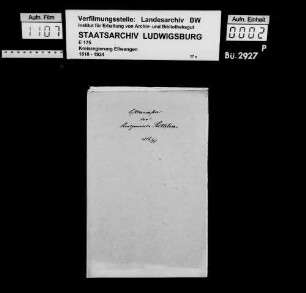 Aufn. Film
1107
Verfilmungsstelle: Landesarchiv BW
Institut für Erhaltung von Archiv- und Bibliotheksgut
STAATSARCHIV LUDWIGSBURG
E 175
Kreisregierung Ellwangen
1818 - 1924
Aufn. Einheit
0002
P
Bü. 2927
der